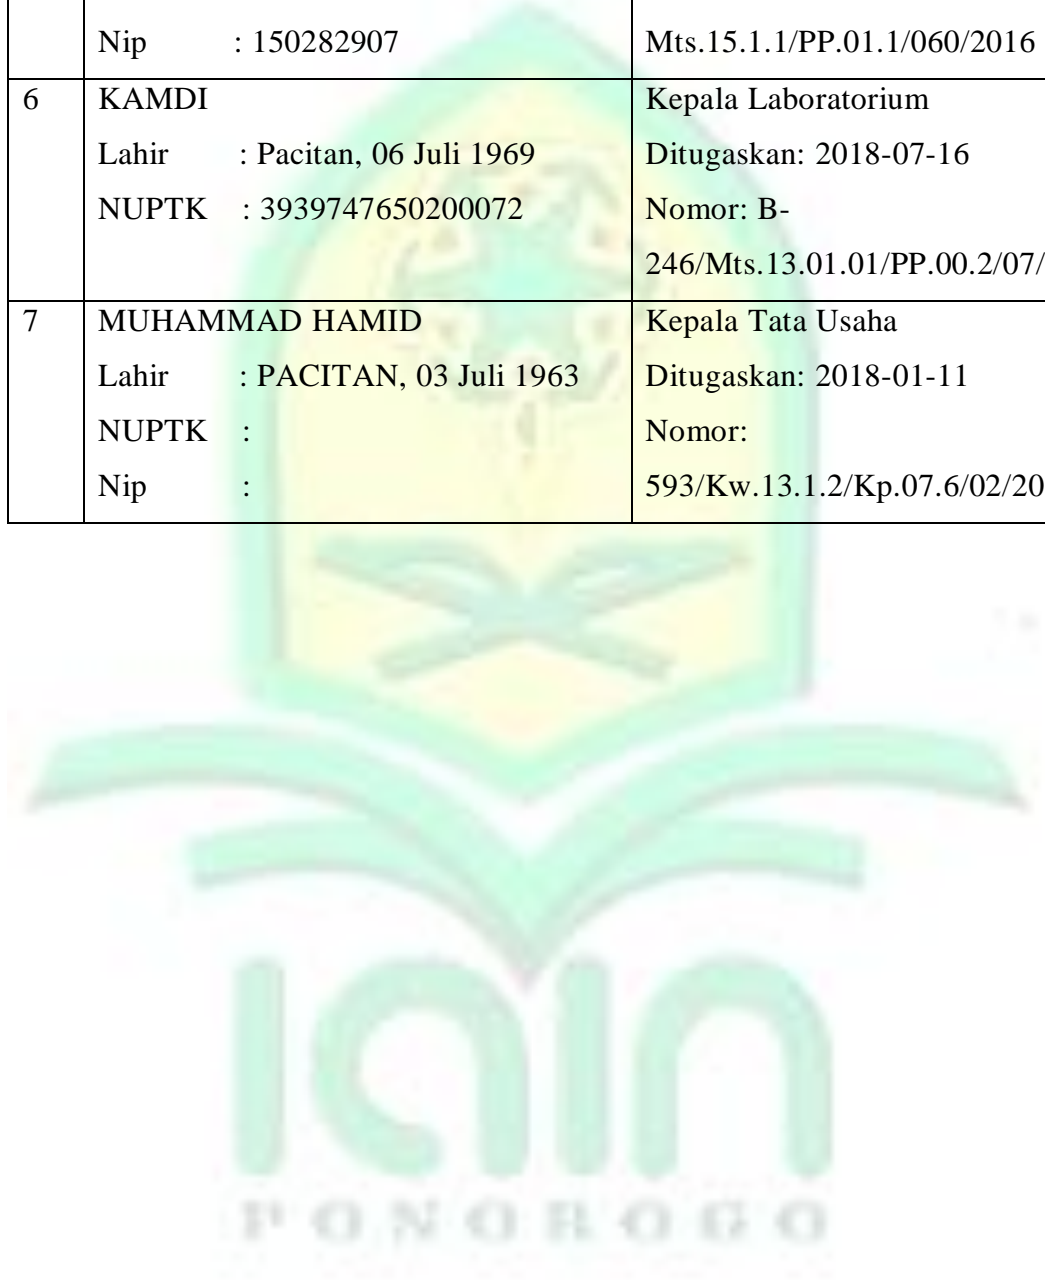 Nip : 150282907 Mts.15.1.1/PP.01.1/060/2016
6 KAMDI Kepala Laboratorium
Lahir : Pacitan, 06 Juli 1969 Ditugaskan: 2018-07-16
NUPTK : 3939747650200072 Nomor: B-
246/Mts.13.01.01/PP.00.2/07/
7 MUHAMMAD HAMID Kepala Tata Usaha
Lahir : PACITAN, 03 Juli 1963 Ditugaskan: 2018-01-11
NUPTK : Nomor:
Nip : 593/Kw.13.1.2/Kp.07.6/02/20
iain
PONOROGO